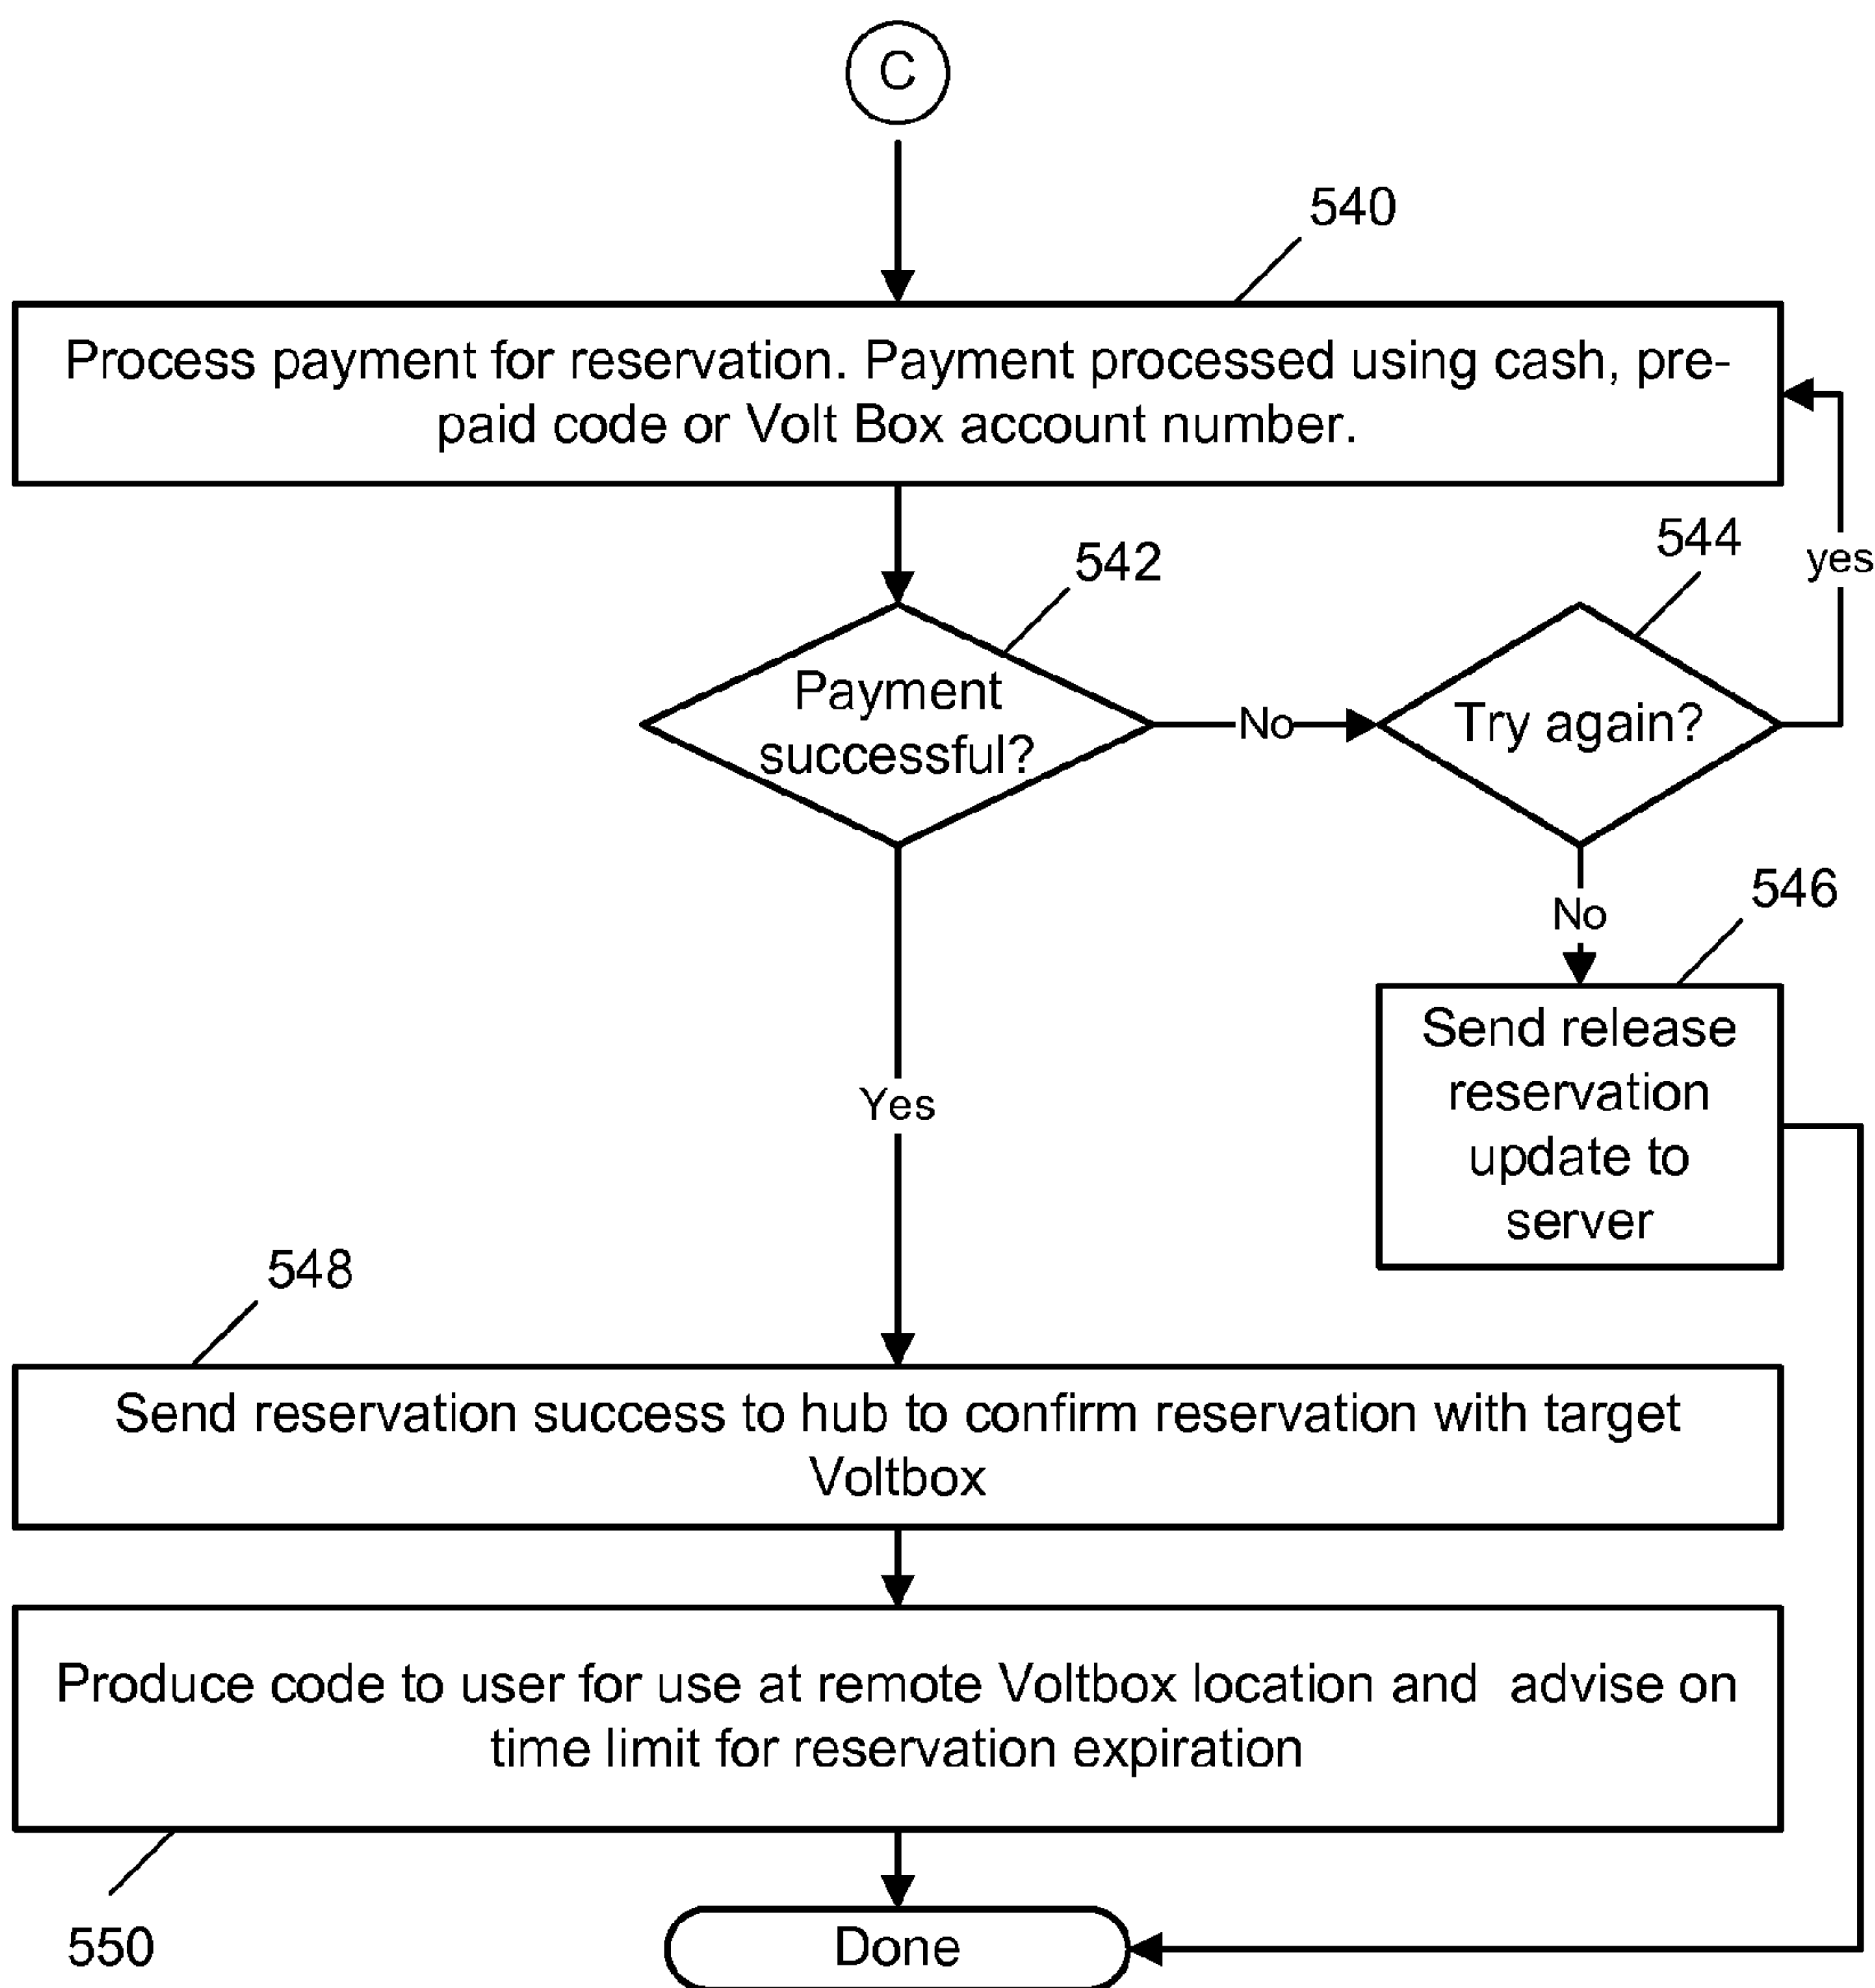 C
540
Process payment for reservation. Payment processed using cash, pre-
paid code or Volt Box account number.
542
544
yes
Payment
successful?
No
Try again?
No
546
Send release
reservation
update to
server
Yes
548
Send reservation success to hub to confirm reservation with target
Voltbox
Produce code to user for use at remote Voltbox location and  advise on
time limit for reservation expiration
550
Done